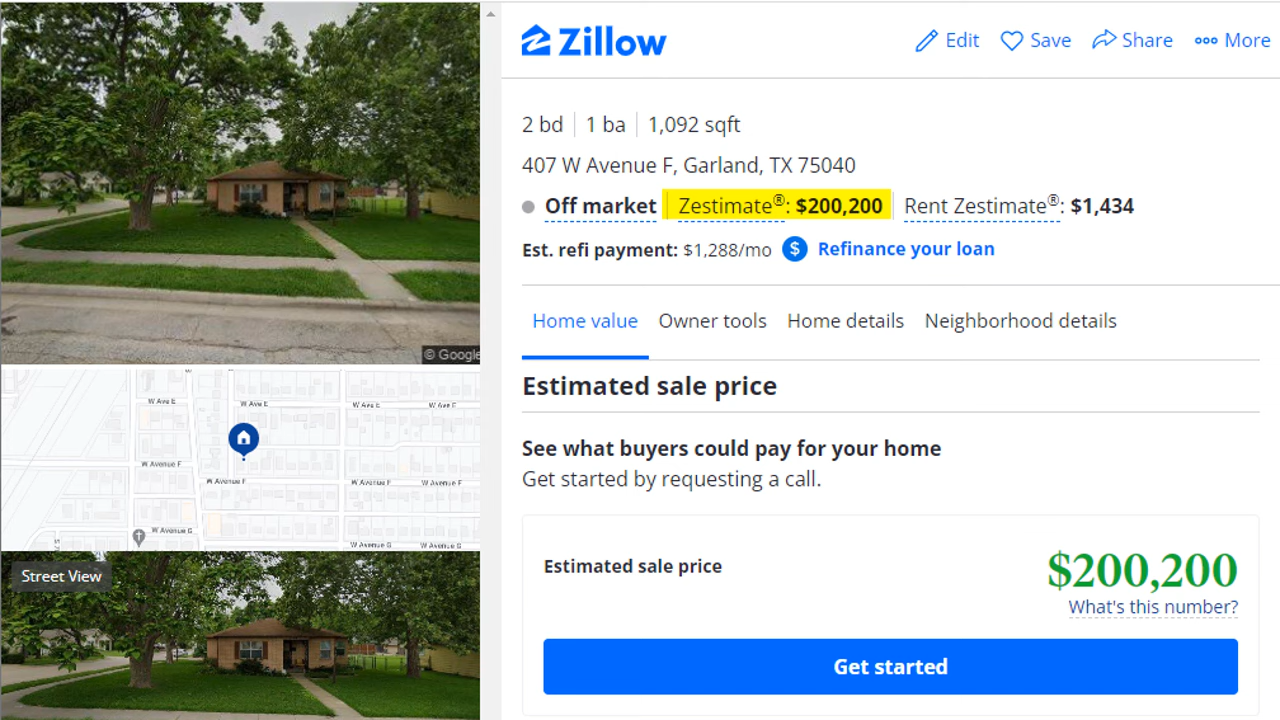 Zillow
Edit Save Share More
2 bd 1 ba 1,092 sqft
407 W Avenue F, Garland, TX 75040
Off market Zestimate®: $200,200 Rent Zestimate®: $1,434
Est. refi payment: $1,288/mo $ Refinance your loan
Home value Owner tools Home details Neighborhood details
Estimated sale price
See what buyers could pay for your home
Get started by requesting a call.
Estimated sale price
$200,200
What's this number?
Get started
© Google
W Ave E
W Ave E
W Ave E
W Avenue F
W Avenue F
W Avenue F
W Avenue F
W Avenue G
W Avenue G
W Avenue G
Street View